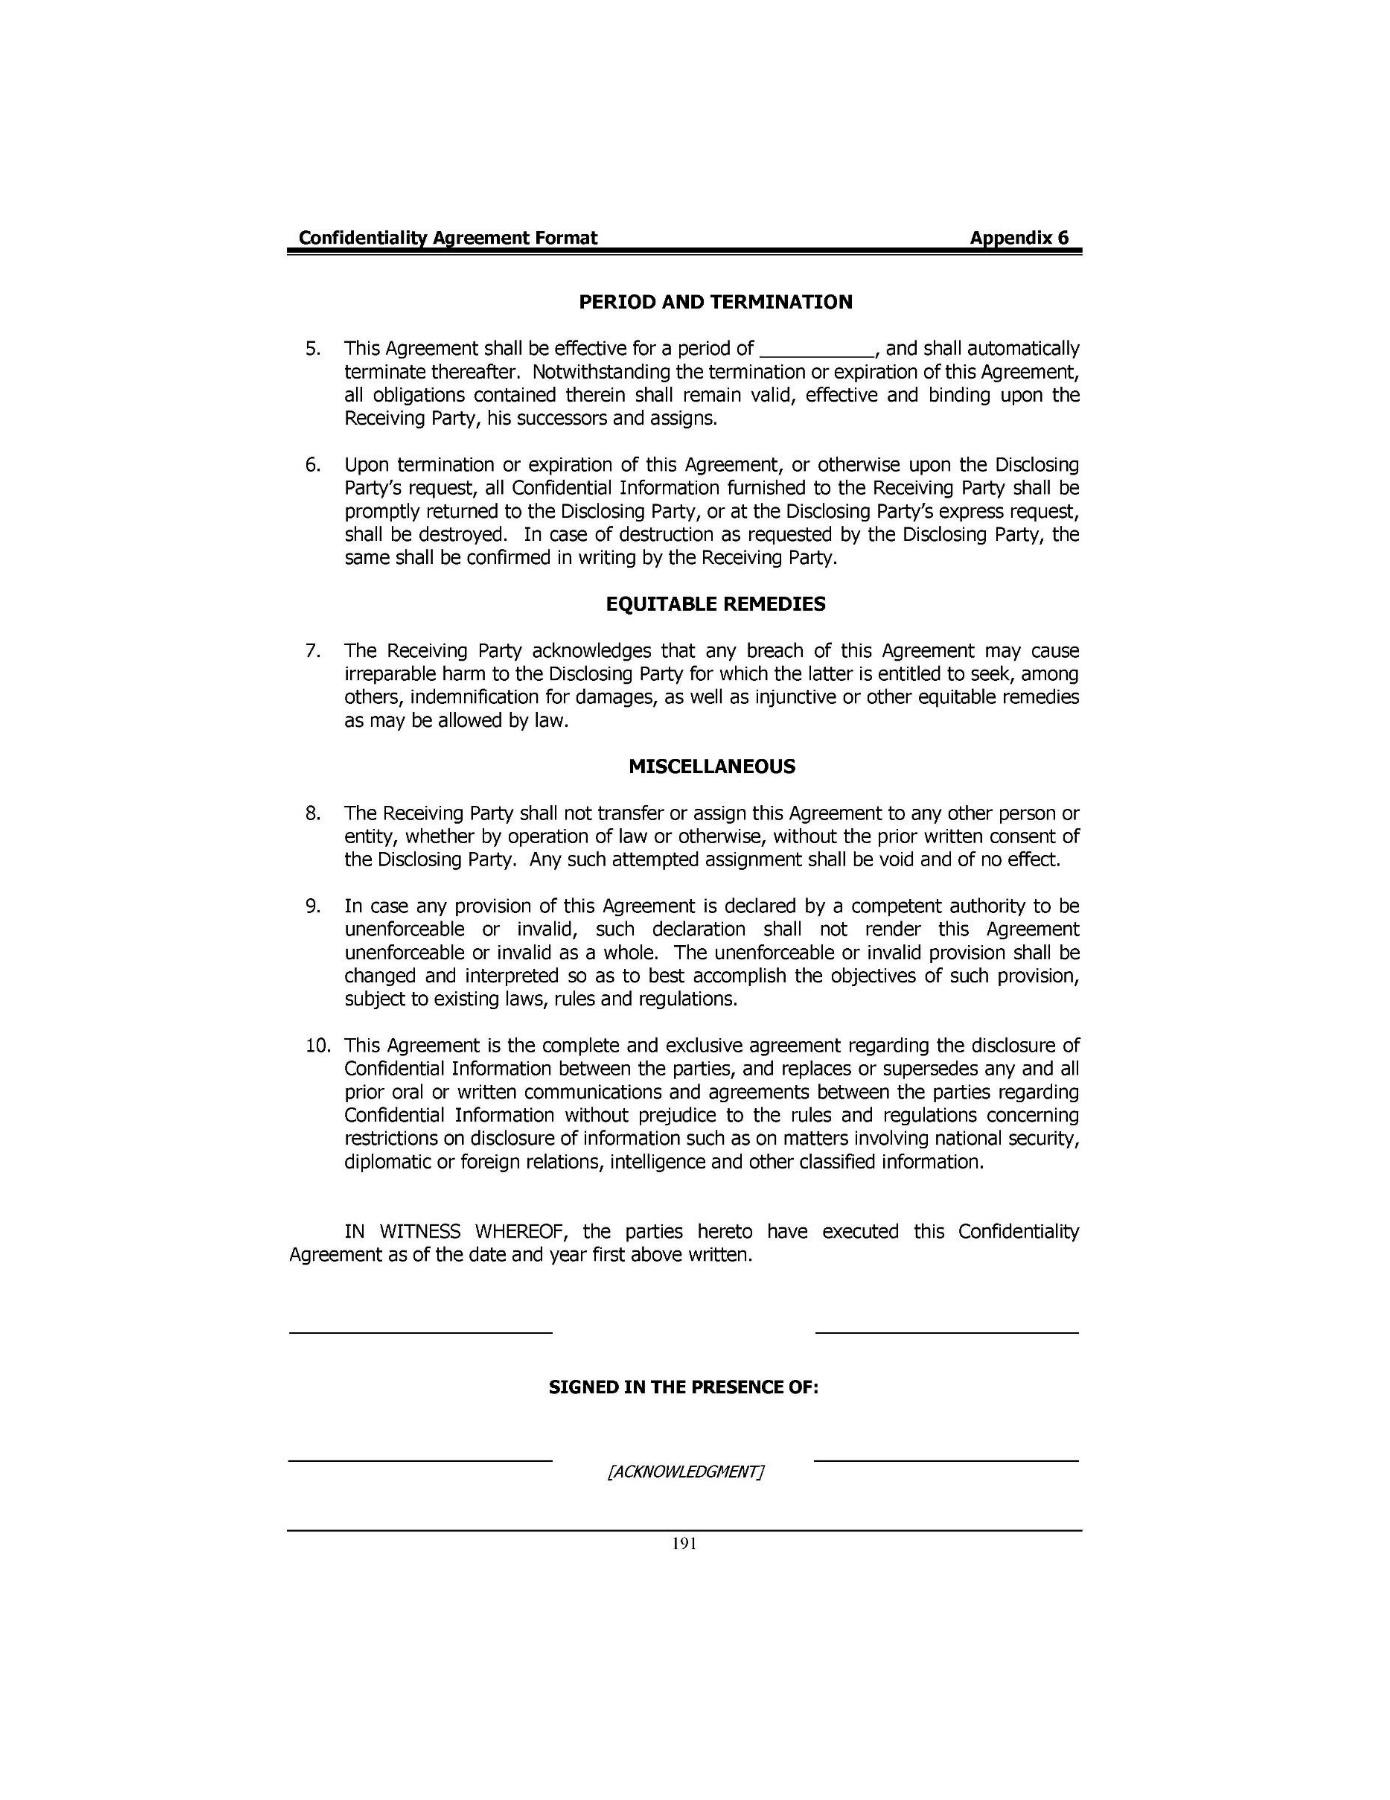 Confidentiality Agreement Format Appendix 6
PERIOD AND TERMINATION
5. This Agreement shall be effective for a period of ___________, and shall automatically
terminate thereafter. Notwithstanding the termination or expiration of this Agreement,
all obligations contained therein shall remain valid, effective and binding upon the
Receiving Party, his successors and assigns.
6. Upon termination or expiration of this Agreement, or otherwise upon the Disclosing
Party's request, all Confidential Information furnished to the Receiving Party shall be
promptly returned to the Disclosing Party, or at the Disclosing Party's express request,
shall be destroyed. In case of destruction as requested by the Disclosing Party, the
same shall be confirmed in writing by the Receiving Party.
EQUITABLE REMEDIES
7. The Receiving Party acknowledges that any breach of this Agreement may cause
irreparable harm to the Disclosing Party for which the latter is entitled to seek, among
others, indemnification for damages, as well as injunctive or other equitable remedies
as may be allowed by law.
MISCELLANEOUS
8. The Receiving Party shall not transfer or assign this Agreement to any other person or
entity, whether by operation of law or otherwise, without the prior written consent of
the Disclosing Party. Any such attempted assignment shall be void and of no effect.
9. In case any provision of this Agreement is declared by a competent authority to be
unenforceable or invalid, such declaration shall not render this Agreement
unenforceable or invalid as a whole. The unenforceable or invalid provision shall be
changed and interpreted so as to best accomplish the objectives of such provision,
subject to existing laws, rules and regulations.
10. This Agreement is the complete and exclusive agreement regarding the disclosure of
Confidential Information between the parties, and replaces or supersedes any and all
prior oral or written communications and agreements between the parties regarding
Confidential Information without prejudice to the rules and regulations concerning
restrictions on disclosure of information such as on matters involving national security,
diplomatic or foreign relations, intelligence and other classified information.
IN WITNESS WHEREOF, the parties hereto have executed this Confidentiality
Agreement as of the date and year first above written.
SIGNED IN THE PRESENCE OF:
[ACKNOWLEDGMENT]
191